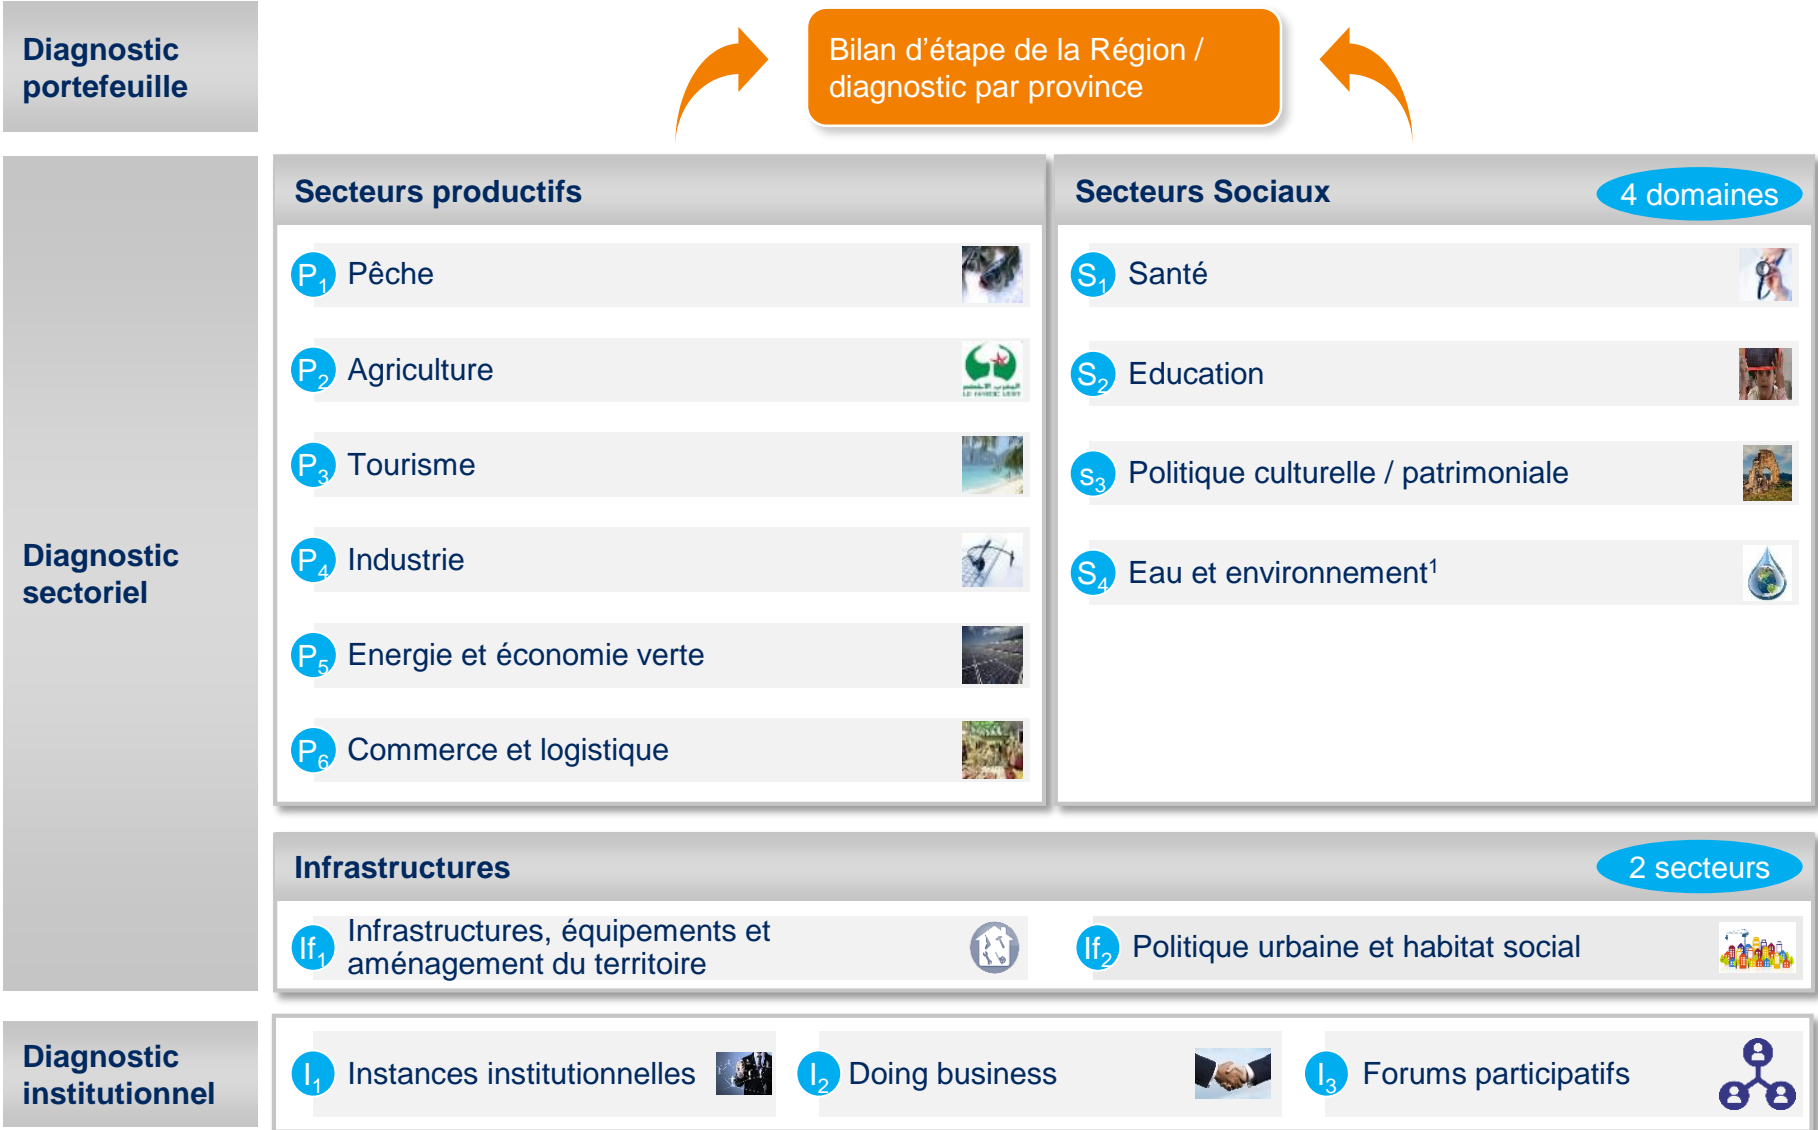 Diagnostic
portefeuille
Bilan d’étape de la Région /
diagnostic par province
Diagnostic
sectoriel
Secteurs productifs
P1 Pêche
P2 Agriculture
P3 Tourisme
P4 Industrie
P5 Energie et économie verte
P6 Commerce et logistique
Secteurs Sociaux
4 domaines
S1 Santé
S2 Education
s3 Politique culturelle / patrimoniale
S4 Eau et environnement1
Infrastructures
2 secteurs
If1 Infrastructures, équipements et
aménagement du territoire
If2 Politique urbaine et habitat social
Diagnostic
institutionnel
I1 Instances institutionnelles
I2 Doing business
I3 Forums participatifs